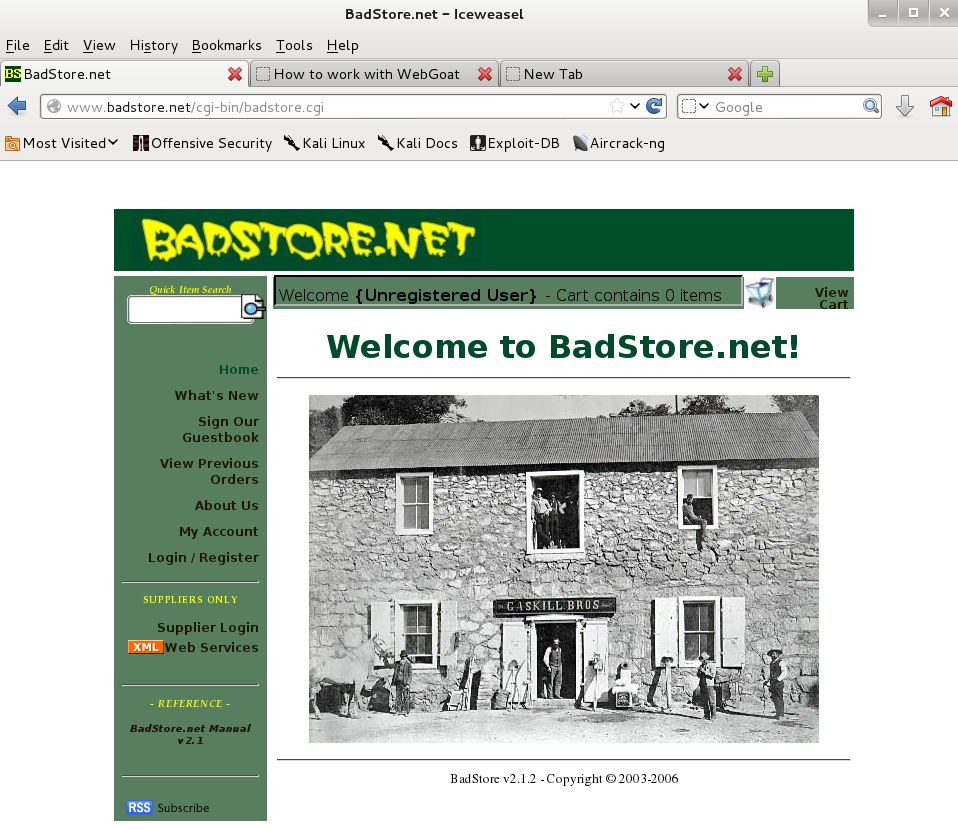 BadStore.net - Iceweasel
File Edit View History Bookmarks Tools Help
BS BadStore.net
How to work with WebGoat
New Tab
www.badstore.net/cgi-bin/badstore.cgi
Google
Most Visited
Offensive Security
Kali Linux
Kali Docs
Exploit-DB
Aircrack-ng
BADSTORE.NET
Quick Item Search
Welcome {Unregistered User} - Cart contains 0 items
View
Cart
Home
What's New
Sign Our
Guestbook
View Previous
Orders
About Us
My Account
Login / Register
SUPPLIERS ONLY
Supplier Login
XML Web Services
- REFERENCE -
BadStore.net Manual
v2.1
RSS Subscribe
Welcome to BadStore.net!
GASKILL BROS
BadStore v2.1.2 - Copyright © 2003-2006